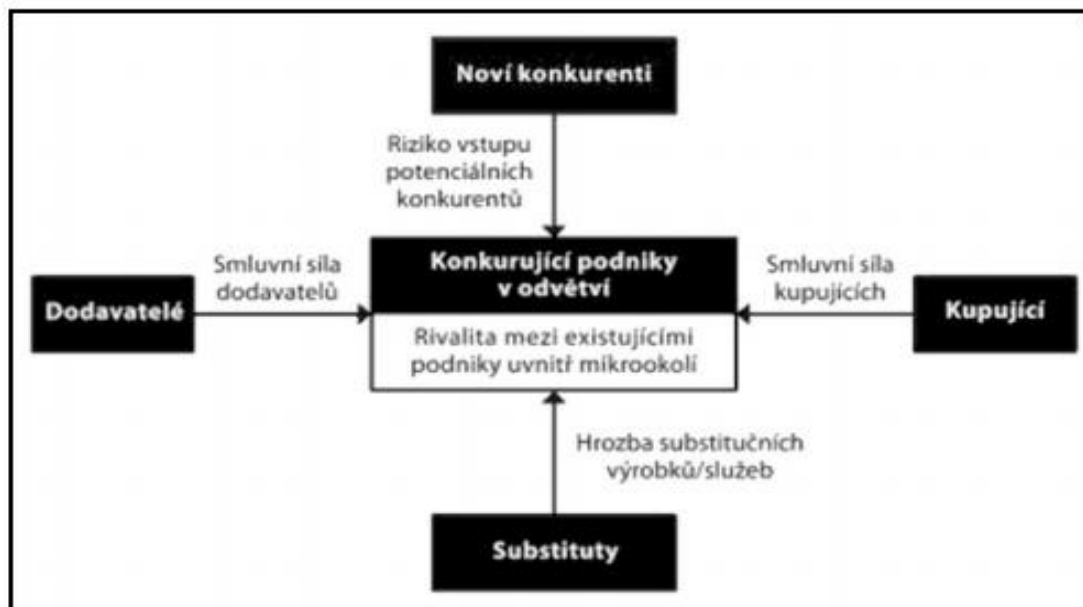 Noví konkurenti
Riziko vstupu
potenciálních
konkurentů
Smluvní síla
dodavatelů
Konkurující podniky
v odvětví
Smluvní síla
kupujících
Dodavatelé
Kupující
Rivalita mezi existujícími
podniky uvnitř mikrookolí
Hrozba substitučních
výrobků/služeb
Substituty